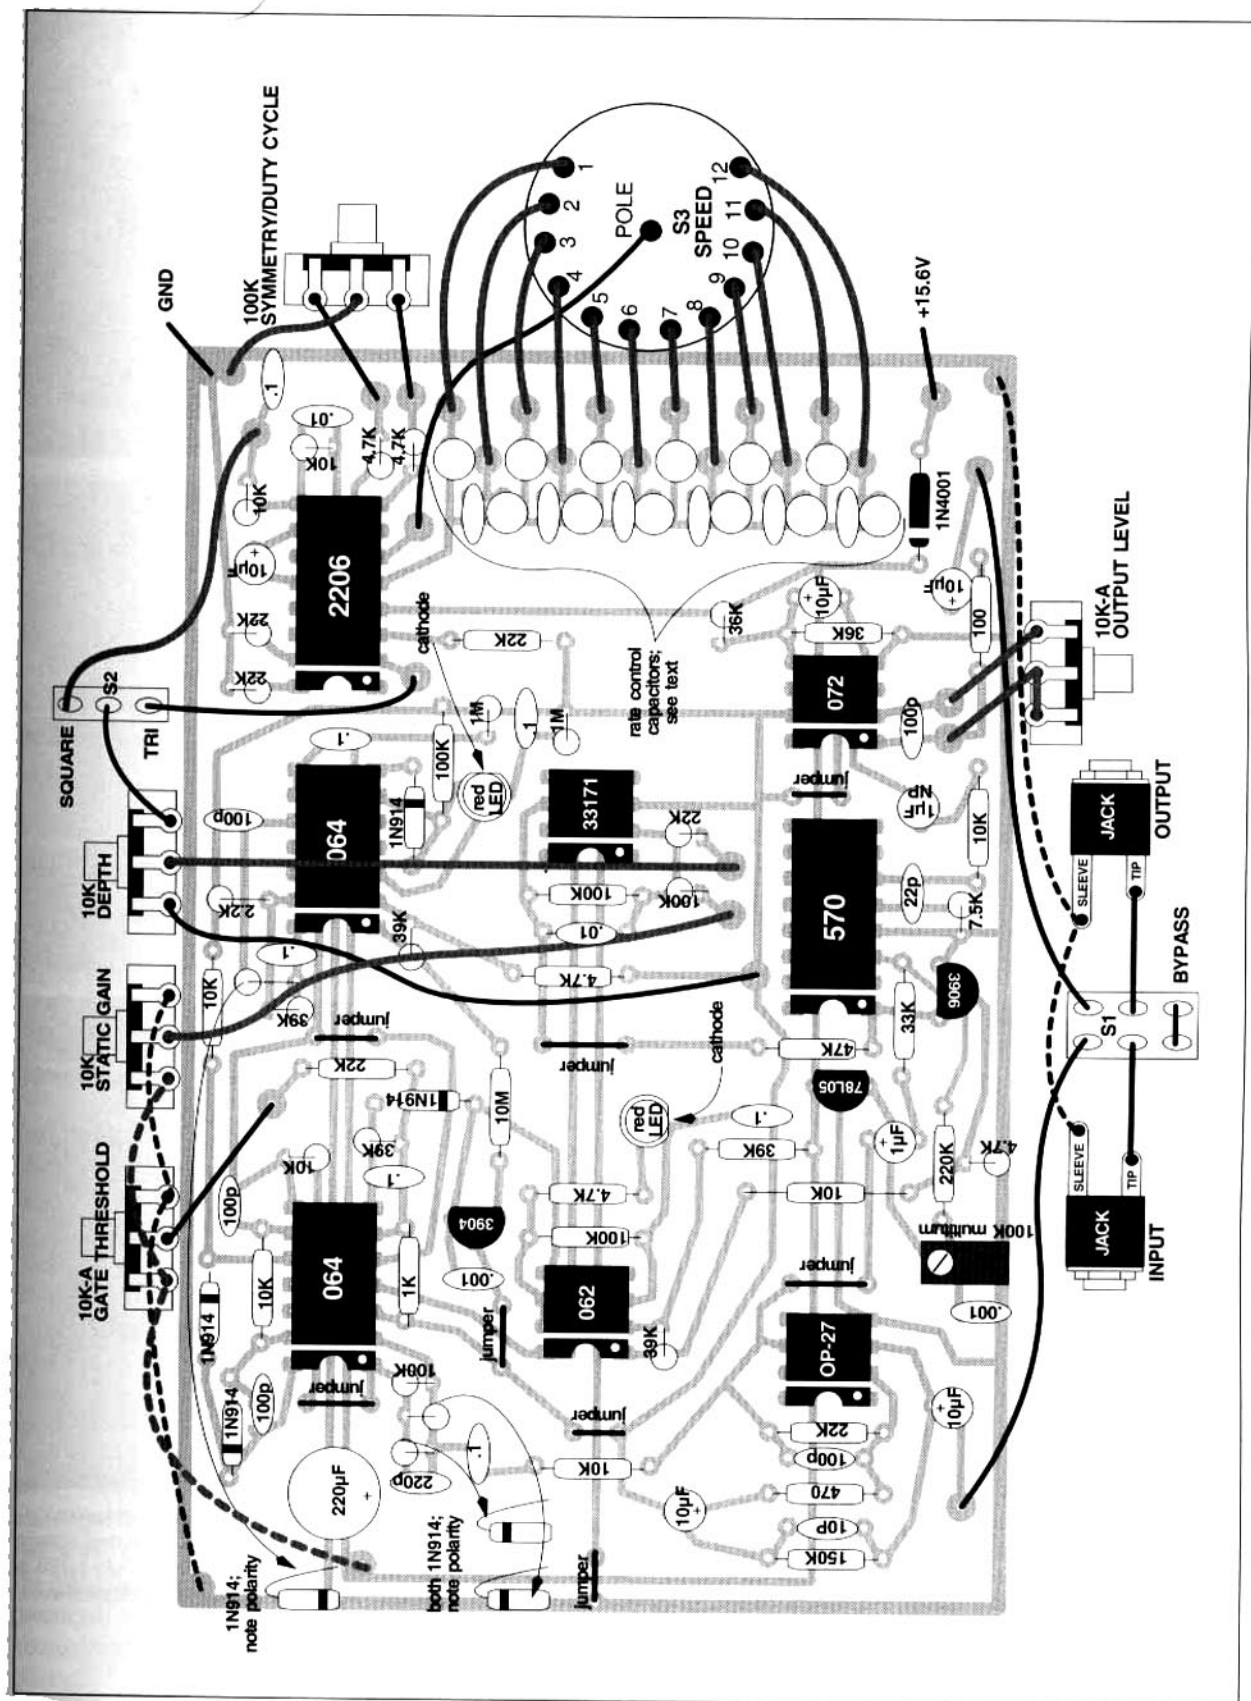 10K-A
GATE THRESHOLD
10K
STATIC GAIN
10K
DEPTH
SQUARE
S2
TRI
GND
100K
SYMMETRY/DUTY CYCLE
1N914;
note polarity
1N914
1N914
100p
10K
100p
10K
39K
22K
.1
10K
39K
.1
2.2K
100p
22K
22K
10µF
+
10K
10K
.01
.1
4.7K
4.7K
220µF
+
jumper
064
jumper
064
.1
2206
220p
100K
1K
1N914
39K
1N914
100K
cathode
.1
both 1N914;
note polarity
.001
3904
10M
red
LED
1M
.1
1M
22K
jumper
jumper
10K
jumper
062
39K
100K
4.7K
jumper
4.7K
.01
100K
33171
22K
100K
red
LED
cathode
.1
39K
10K
47K
rate control
capacitors;
see text
36K
1
2
3
4
5
6
7
8
9
10
11
12
POLE
S3
SPEED
150K
10P
470
100p
22K
10µF
+
OP-27
jumper
78L05
570
jumper
072
36K
10µF
+
1N4001
+15.6V
10µF
+
.001
100K multiturn
220K
4.7K
1µF
+
33K
3906
7.5K
22p
10K
1µF
NP
100p
100
10µF
+
10K-A
OUTPUT LEVEL
INPUT
JACK
SLEEVE
TIP
S1
BYPASS
SLEEVE
TIP
JACK
OUTPUT